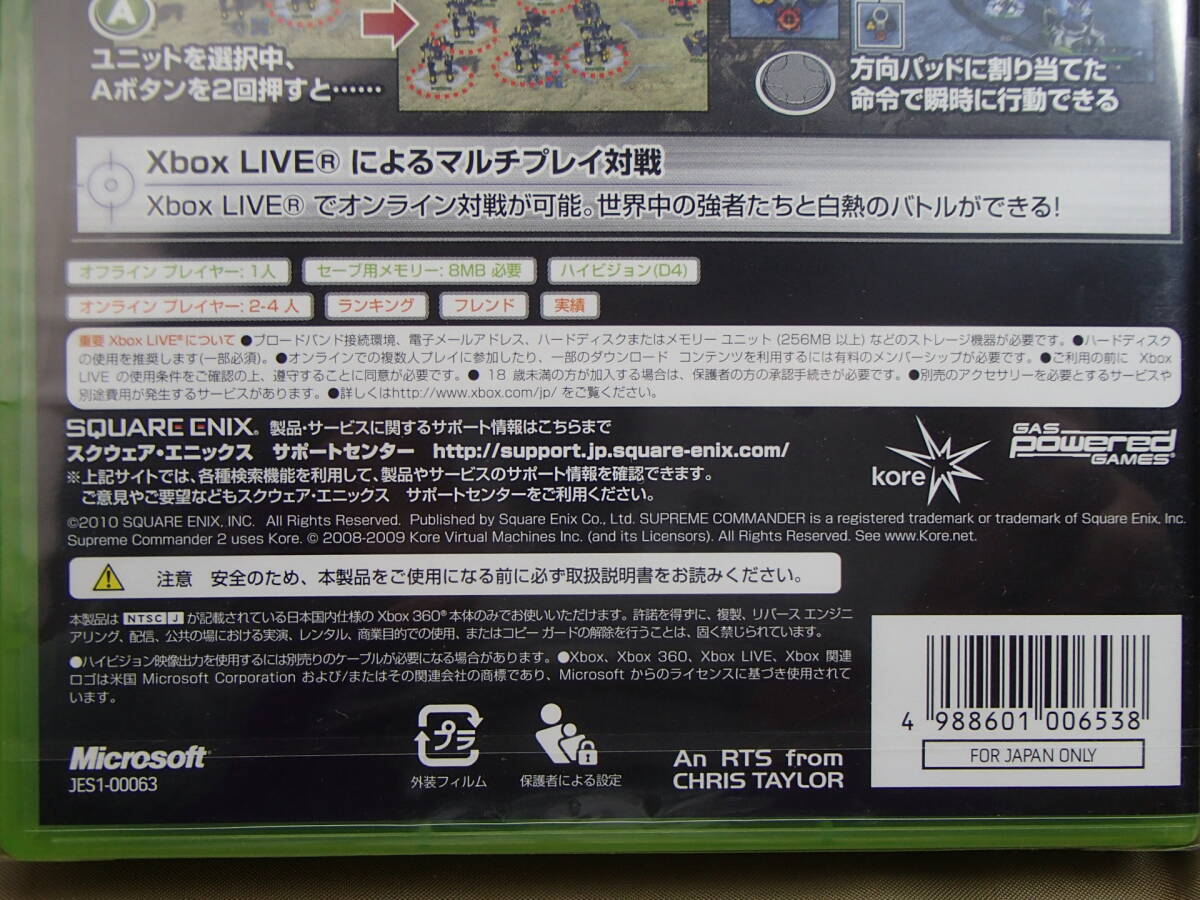 A
ユニットを選択中、
Aボタンを2回押すと……
方向パッドに割り当てた
命令で瞬時に行動できる
Xbox LIVE® によるマルチプレイ対戦
Xbox LIVE® でオンライン対戦が可能。世界中の強者たちと白熱のバトルができる!
オフライン プレイヤー: 1人 セーブ用メモリー: 8MB 必要 ハイビジョン(D4)
オンライン プレイヤー: 2-4 人 ランキング フレンド 実績
重要 Xbox LIVE®について ●ブロードバンド接続環境、電子メールアドレス、ハードディスクまたはメモリー ユニット (256MB 以上) などのストレージ機器が必要です。●ハードディスク
の使用を推奨します(一部必須)。●オンラインでの複数人プレイに参加したり、一部のダウンロード コンテンツを利用するには有料のメンバーシップが必要です。●ご利用の前に Xbox
LIVE の使用条件をご確認の上、遵守することに同意が必要です。● 18 歳未満の方が加入する場合は、保護者の方の承認手続きが必要です。●別売のアクセサリーを必要とするサービスや
別途費用が発生するサービスがあります。●詳しくはhttp://www.xbox.com/jp/ をご覧ください。
SQUARE ENIX. 製品・サービスに関するサポート情報はこちらまで
スクウェア・エニックス サポートセンター http://support.jp.square-enix.com/
※上記サイトでは、各種検索機能を利用して、製品やサービスのサポート情報を確認できます。
ご意見やご要望などもスクウェア・エニックス サポートセンターをご利用ください。
kore
GAS
powered
GAMES
©2010 SQUARE ENIX, INC. All Rights Reserved. Published by Square Enix Co., Ltd. SUPREME COMMANDER is a registered trademark or trademark of Square Enix, Inc.
Supreme Commander 2 uses Kore. © 2008-2009 Kore Virtual Machines Inc. (and its Licensors). All Rights Reserved. See www.Kore.net.
注意 安全のため、本製品をご使用になる前に必ず取扱説明書をお読みください。
本製品は NTSC J が記載されている日本国内仕様の Xbox 360® 本体のみでお使いいただけます。許諾を得ずに、複製、リバース エンジニ
アリング、配信、公共の場における実演、レンタル、商業目的での使用、またはコピー ガードの解除を行うことは、固く禁じられています。
●ハイビジョン映像出力を使用するには別売りのケーブルが必要になる場合があります。●Xbox、Xbox 360、Xbox LIVE、Xbox 関連
ロゴは米国 Microsoft Corporation および/またはその関連会社の商標であり、Microsoft からのライセンスに基づき使用されて
います。
Microsoft
JES1-00063
プラ
外装フィルム
保護者による設定
An RTS from
CHRIS TAYLOR
4 988601 006538
FOR JAPAN ONLY